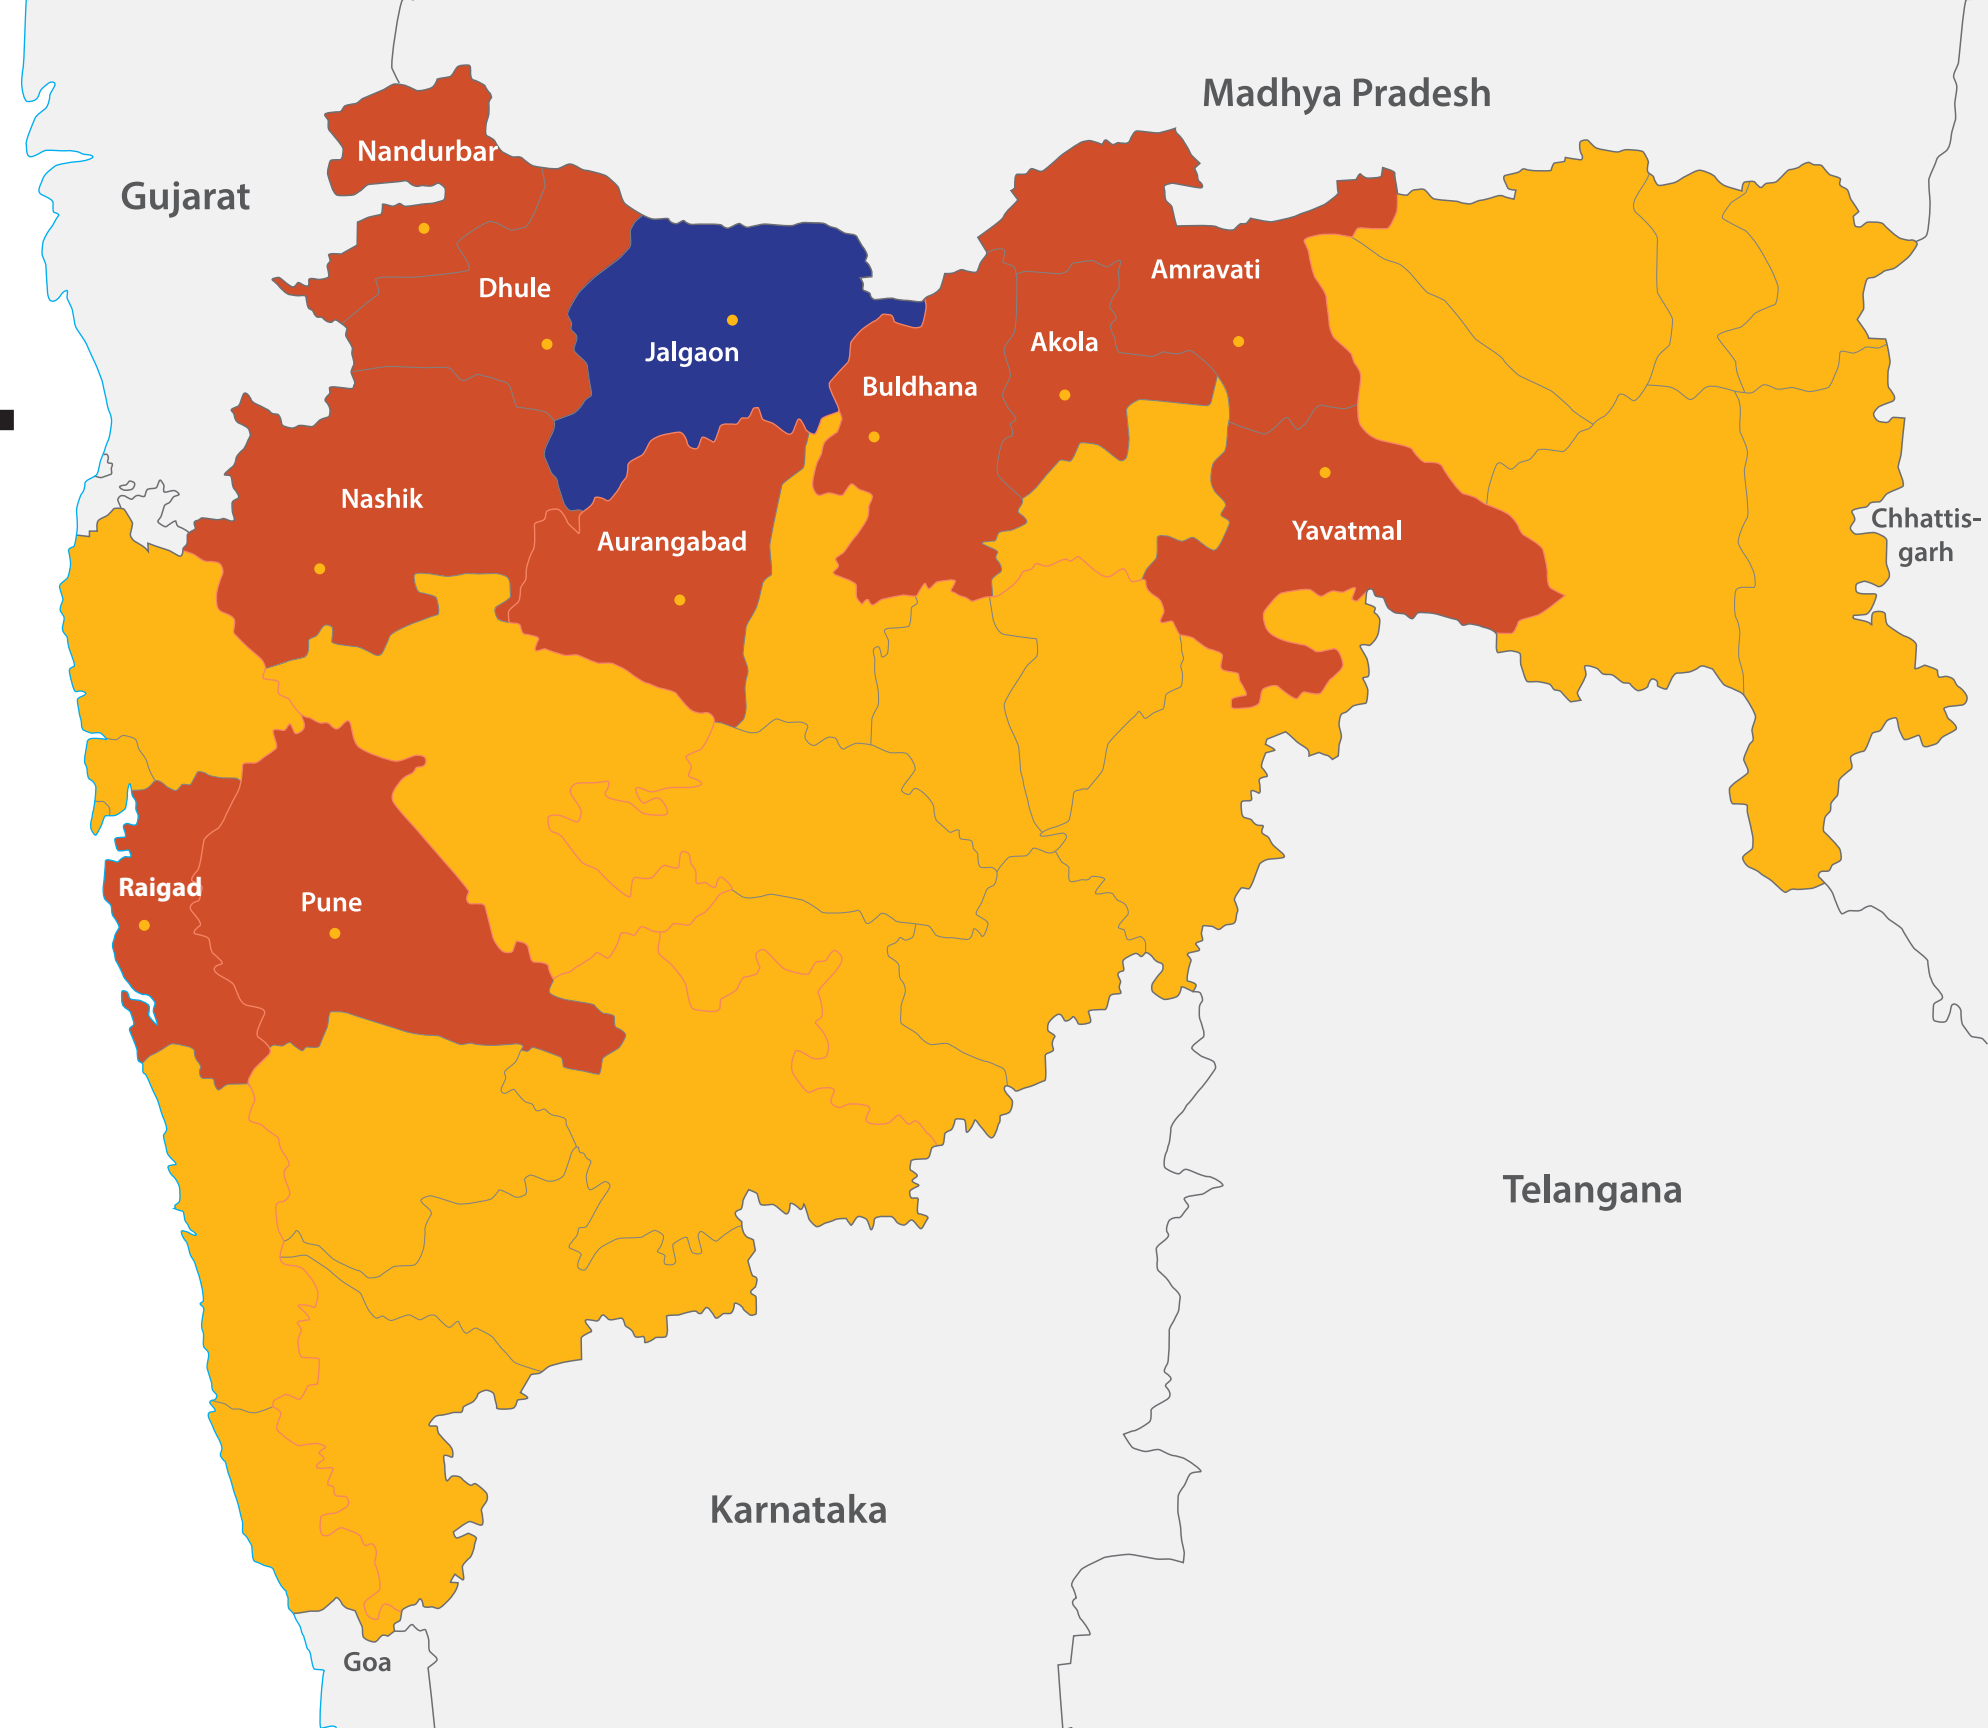 Madhya Pradesh
Nandurbar
Gujarat
Amravati
Dhule
Akola
Jalgaon
Buldhana
Nashik
Chhattis-
garh
Yavatmal
Aurangabad
Raigad
Pune
Telangana
Karnataka
Goa